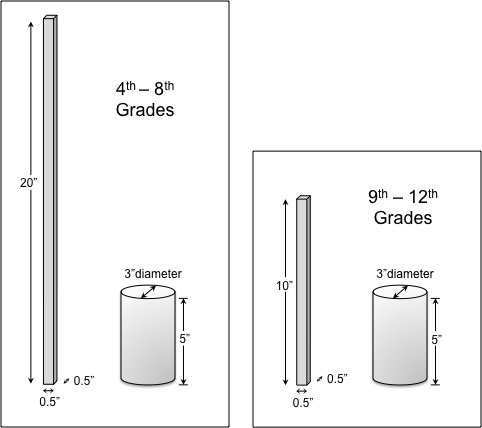 4th – 8th
Grades
20”
3”diameter
5”
0.5”
0.5”
9th – 12th
Grades
10”
3”diameter
5”
0.5”
0.5”